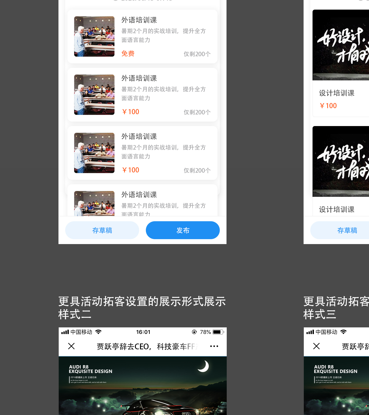 外语培训课
暑期2个月的实战培训，提升全方
面语言能力
免费
仅剩200个
外语培训课
暑期2个月的实战培训，提升全方
面语言能力
￥100
仅剩200个
外语培训课
暑期2个月的实战培训，提升全方
面语言能力
￥100
仅剩200个
外语培训课
暑期2个月的实战培训，提升全方
面语言能力
存草稿
发布
好设计
才有
设计培训课
￥100
好设计
才有
设计培训课
存草稿
更具活动拓客设置的展示形式展示
样式二
中国移动
16:01
78%
贾跃亭辞去CEO，科技豪车FF
AUDI R8
EXQUISITE DESIGN
更具活动拓客
样式三
中国移动
贾跃亭辞
AUDI R8
EXQUISITE DESIGN